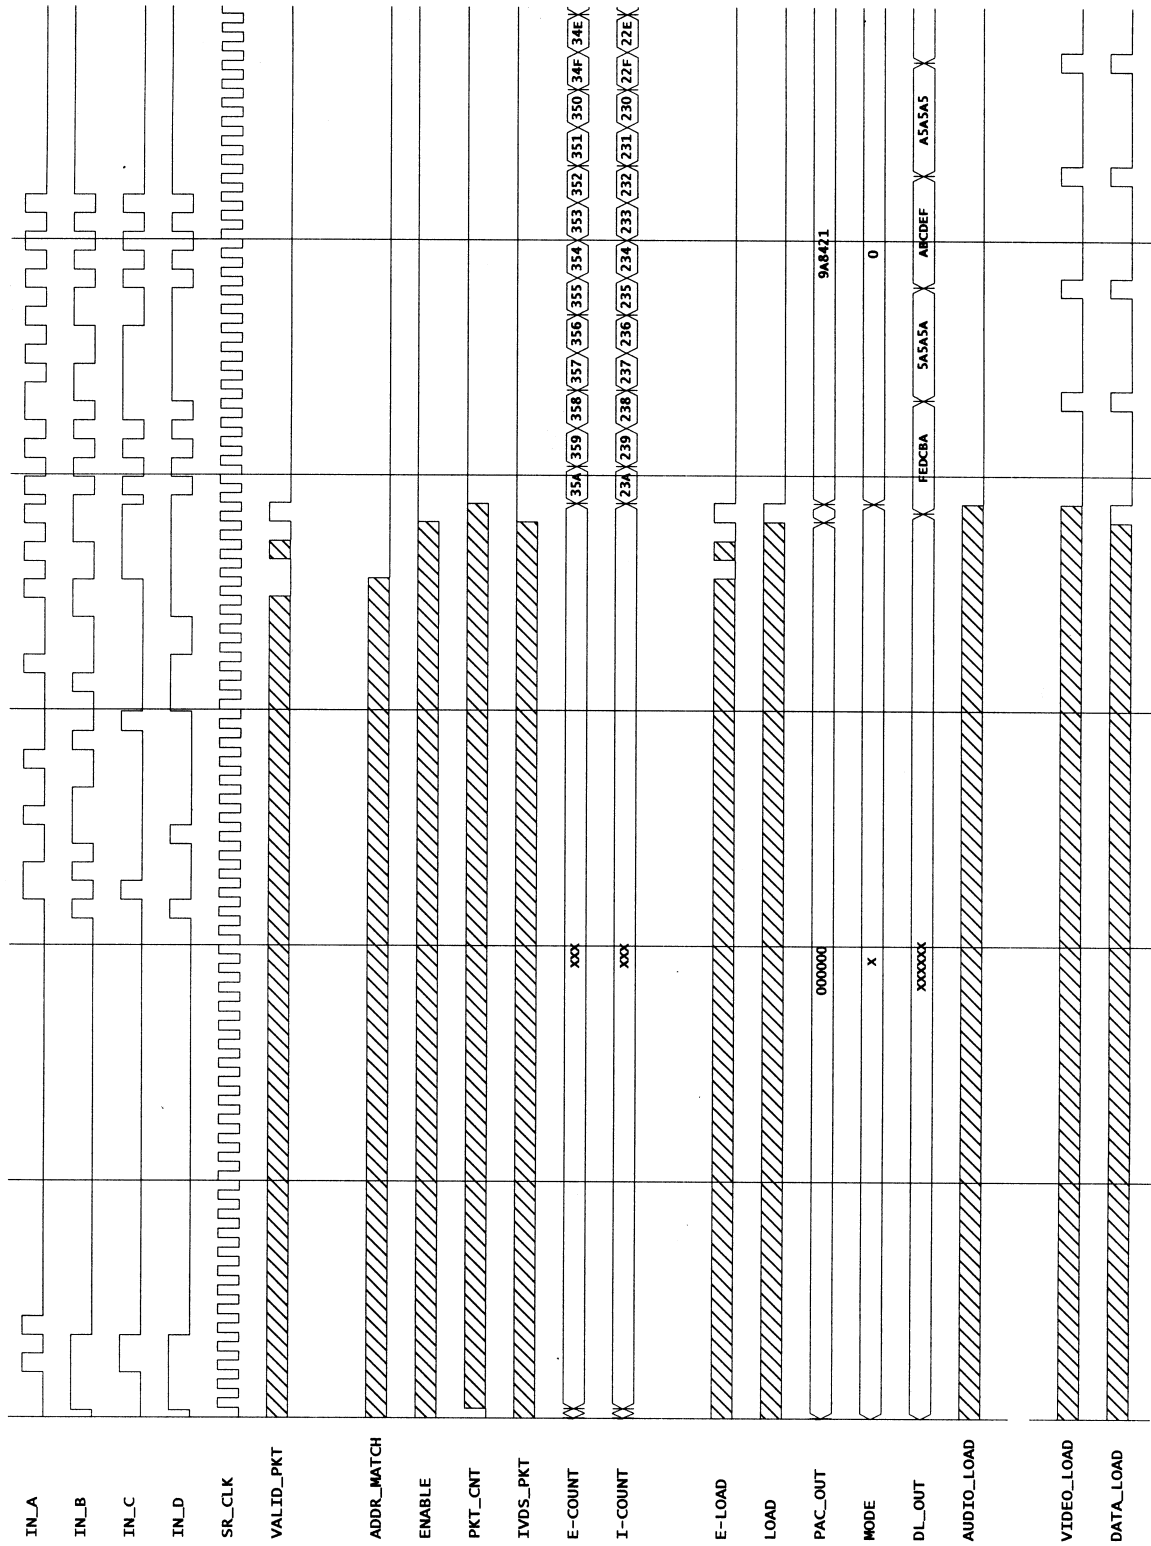 IN_A
IN_B
IN_C
IN_D
SR_CLK
VALID_PKT
ADDR_MATCH
ENABLE
PKT_CNT
IVDS_PKT
E-COUNT XXX 35A 359 358 357 356 355 354 353 352 351 350 34F 34E
I-COUNT XXX 23A 239 238 237 236 235 234 233 232 231 230 22F 22E
E-LOAD
LOAD
PAC_OUT 000000 9A8421
MODE X 0
DL_OUT XXXXXX FEDCBA 5A5A5A ABCDEF A5A5A5
AUDIO_LOAD
VIDEO_LOAD
DATA_LOAD